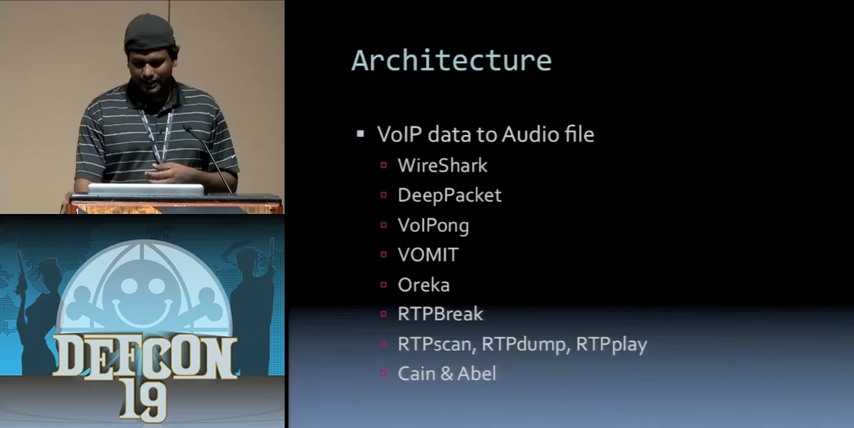 Architecture
VoIP data to Audio file
WireShark
DeepPacket
VoIPong
VOMIT
Oreka
RTPBreak
RTPscan, RTPdump, RTPplay
Cain & Abel
DEFCON
19